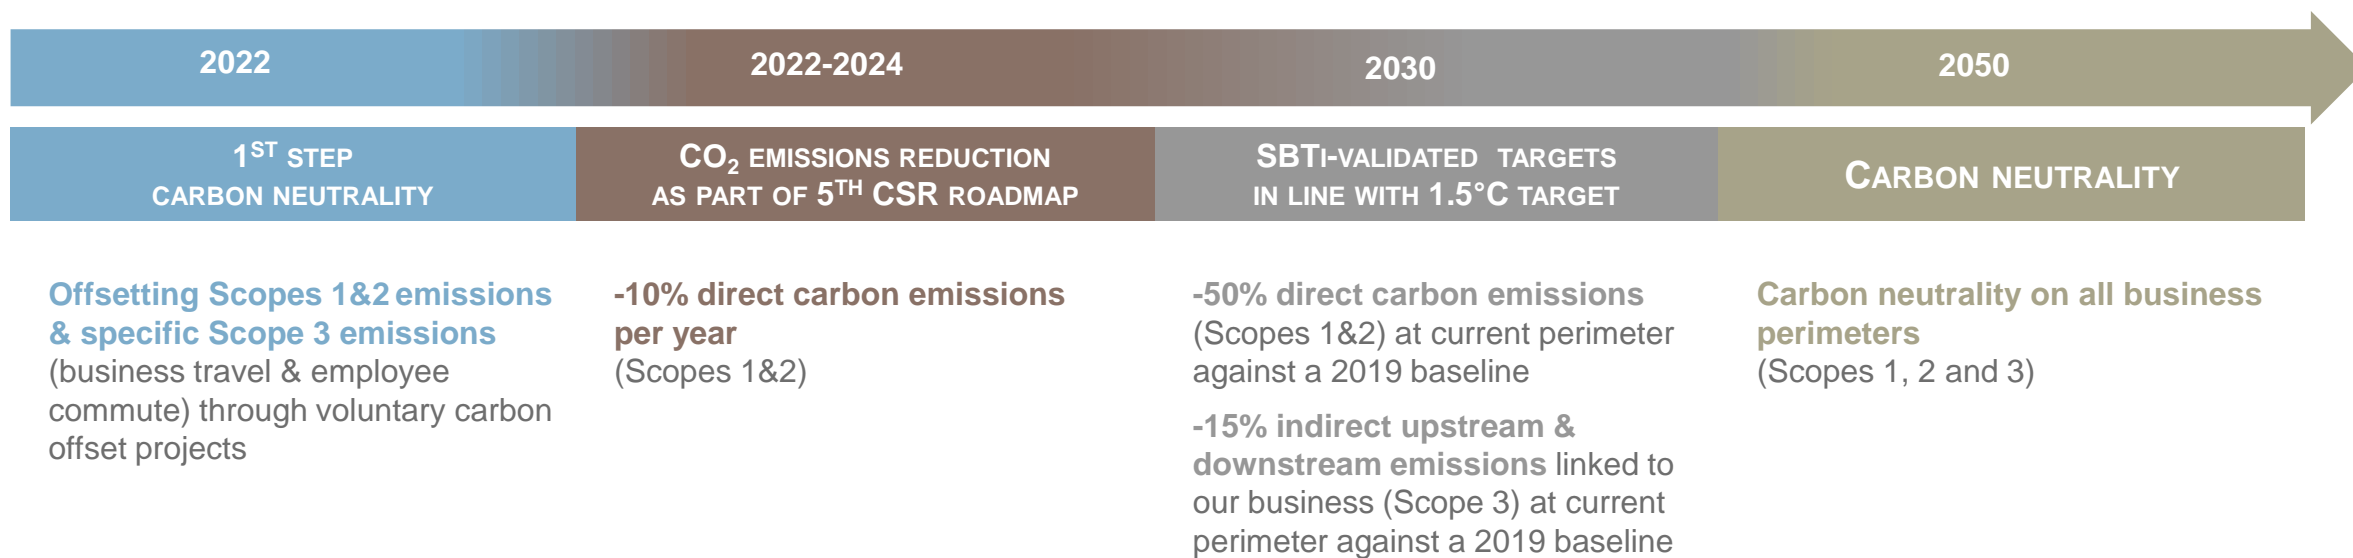 2022
2022-2024
2030
2050
1ST STEP
CARBON NEUTRALITY
CO2 EMISSIONS REDUCTION
AS PART OF 5TH CSR ROADMAP
SBTI-VALIDATED TARGETS
IN LINE WITH 1.5°C TARGET
CARBON NEUTRALITY
Offsetting Scopes 1&2 emissions
& specific Scope 3 emissions
(business travel & employee
commute) through voluntary carbon
offset projects
-10% direct carbon emissions
per year
(Scopes 1&2)
-50% direct carbon emissions
(Scopes 1&2) at current perimeter
against a 2019 baseline
-15% indirect upstream &
downstream emissions linked to
our business (Scope 3) at current
perimeter against a 2019 baseline
Carbon neutrality on all business
perimeters
(Scopes 1, 2 and 3)